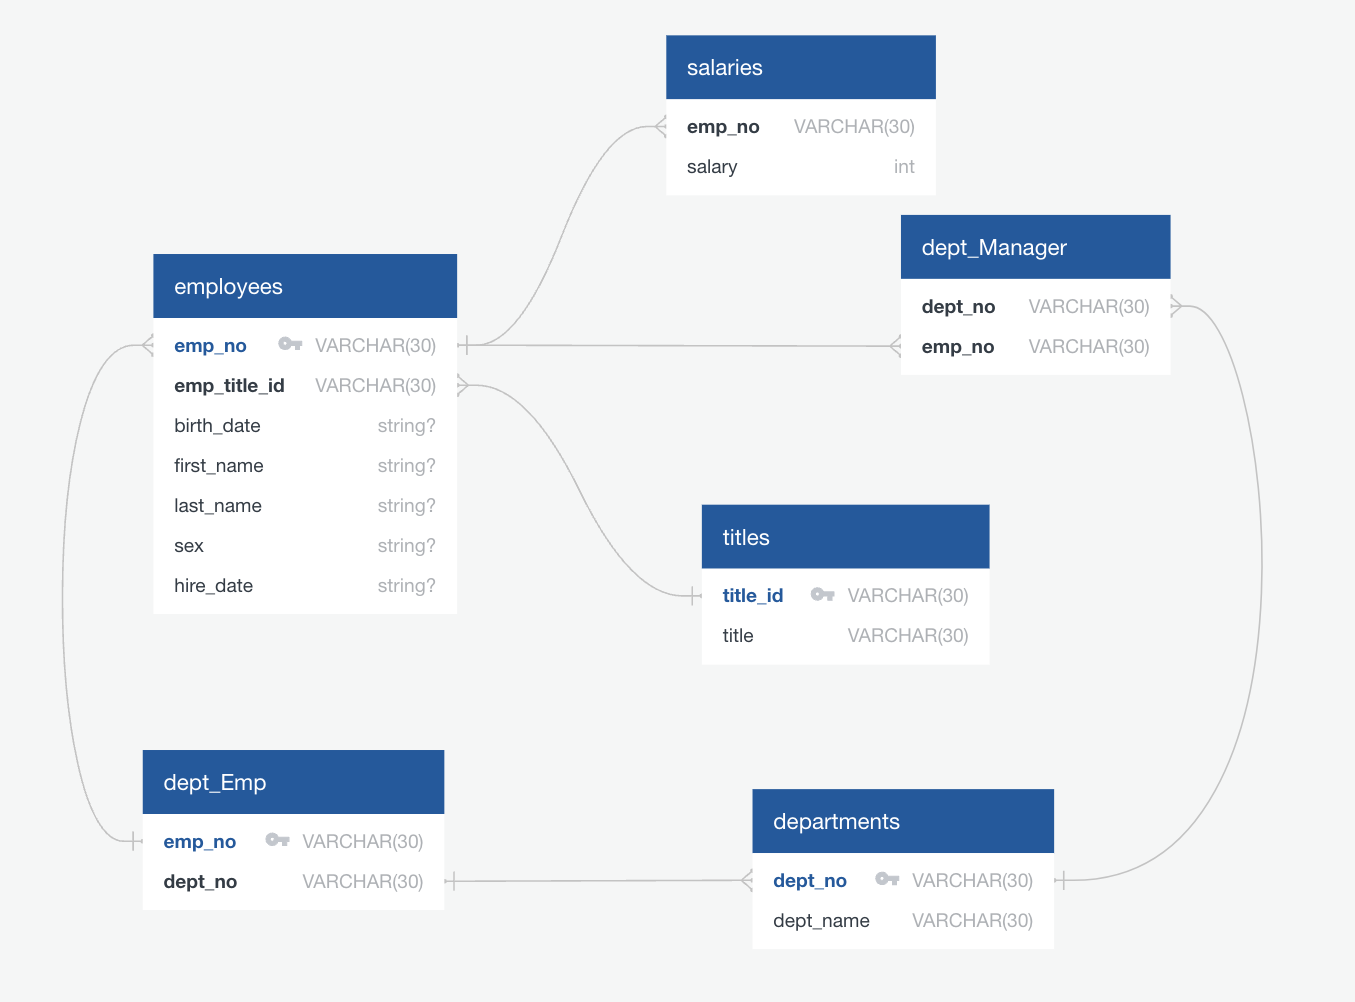 salaries
emp_no VARCHAR(30)
salary int
dept_Manager
dept_no VARCHAR(30)
emp_no VARCHAR(30)
employees
emp_no VARCHAR(30)
emp_title_id VARCHAR(30)
birth_date string?
first_name string?
last_name string?
sex string?
hire_date string?
titles
title_id VARCHAR(30)
title VARCHAR(30)
dept_Emp
emp_no VARCHAR(30)
dept_no VARCHAR(30)
departments
dept_no VARCHAR(30)
dept_name VARCHAR(30)